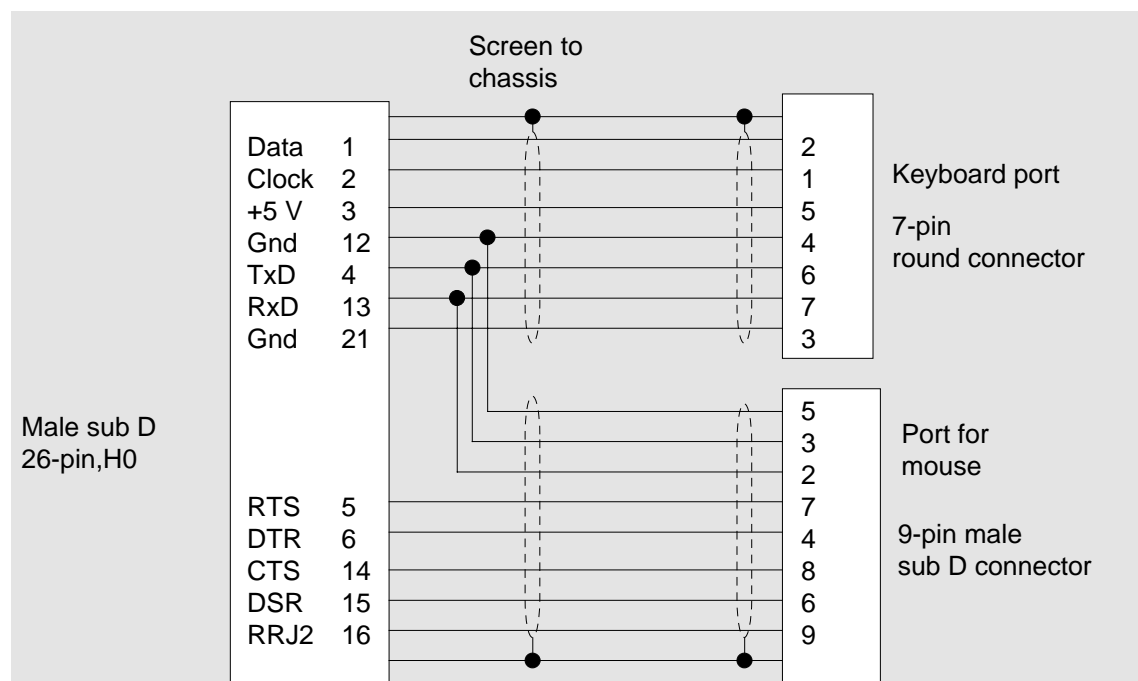 Screen to
chassis
Data 1
Clock 2
+5 V 3
Gnd 12
TxD 4
RxD 13
Gnd 21
2
1
5
4
6
7
3
Keyboard port
7-pin
round connector
Male sub D
26-pin,H0
RTS 5
DTR 6
CTS 14
DSR 15
RRJ2 16
5
3
2
7
4
8
6
9
Port for
mouse
9-pin male
sub D connector